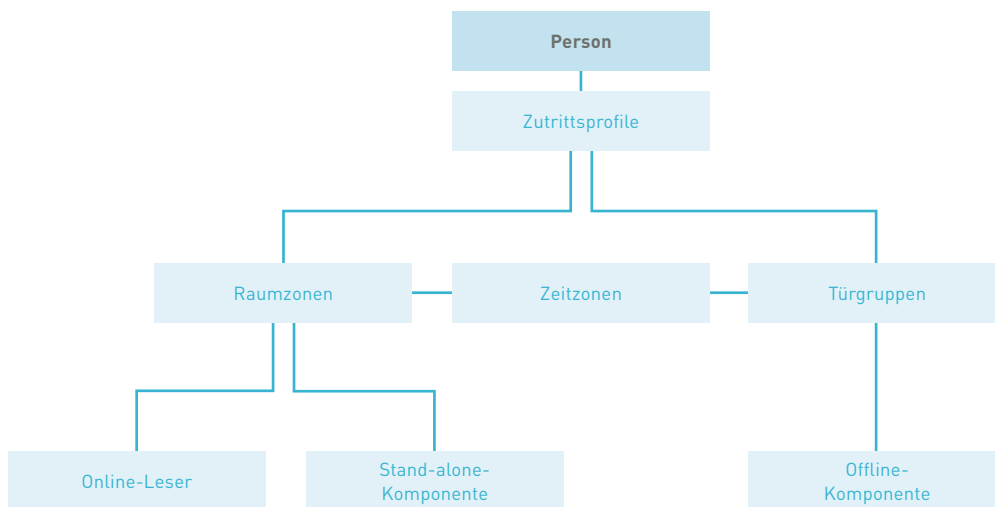 Person
Zutrittsprofile
Raumzonen
Zeitzonen
Türgruppen
Online-Leser
Stand-alone-
Komponente
Offline-
Komponente